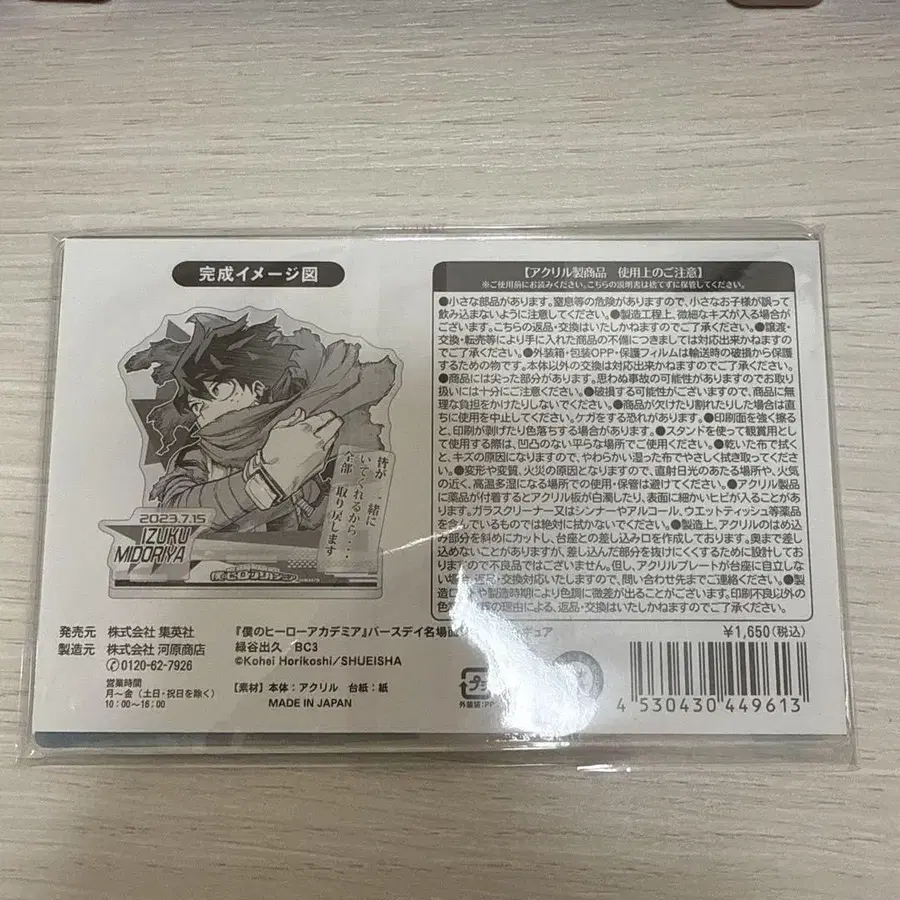 完成イメージ図
皆が 一緒に
いてくれるから・・・
全部 取り戻します
2023.7.15
IZUKU
MIDORIYA
【アクリル製商品 使用上のご注意】
※ご使用前にお読みください。こちらの説明書は捨てずに保管してください。
●小さな部品があります。窒息等の危険がありますので、小さなお子様が誤って
飲み込まないように注意してください。●製造工程上、微細なキズが入る場合が
ございます。こちらの返品・交換はいたしかねますのでご了承ください。●譲渡・
交換・転売等により手に入れた商品の不備につきましては対応出来かねますの
でご了承ください。●外装箱・包装OPP・保護フィルムは輸送時の破損から保護
するための物です。本体以外の交換は対応出来かねますのでご了承ください。
●商品には尖った部分があります。思わぬ事故の可能性がありますのでお取り
扱いには十分にご注意ください。●破損する可能性がございますので、商品に無
理な負担をかけたりしないでください。●商品が欠けたり割れたりした場合は直
ちに使用を中止してください。ケガをする恐れがあります。●印刷面を強く擦る
と、印刷が剝げたり色落ちする場合があります。●スタンドを使って観賞用とし
て使用する際は、凹凸のない平らな場所でご使用ください。●乾いた布で拭く
と、キズの原因となりますので、やわらかい湿った布でやさしく拭き取ってくださ
い。●変形や変質、火災の原因となりますので、直射日光のあたる場所や、火気
の近く、高温多湿になる場所での使用・保管は避けてください。●アクリル製品
に薬品が付着するとアクリル板が白濁したり、表面に細かいヒビが入ることがあ
ります。ガラスクリーナー又はシンナーやアルコール、ウエットティッシュ等薬品
を含んでいるものでは絶対に拭かないでください。●製造上、アクリルのはめ込
み部分を斜めにカットし、台座との差し込み口を作成しております。奥まで差し
込めないことがありますが、差し込んだ部分を抜けにくくするために設計してお
りますので不良品ではございません。但し、アクリルプレートが台座に自立しな
い場合、返品・交換対応いたしますので、問い合わせ先までご連絡ください。●製造
や製造時期により色調に微差が出ることがございます。印刷不良以外の
の理由による、返品・交換はいたしかねますのでご了承ください。
発売元 株式会社 集英社
製造元 株式会社 河原商店
0120-62-7926
営業時間
月〜金(土日・祝日を除く)
10:00〜16:00
『僕のヒーローアカデミア』バースデイ名場面
緑谷出久 BC3
©Kohei Horikoshi/SHUEISHA
【素材】本体:アクリル 台紙:紙
MADE IN JAPAN
プラ
外装袋:PP
¥1,650(税込)
4 530430 449613